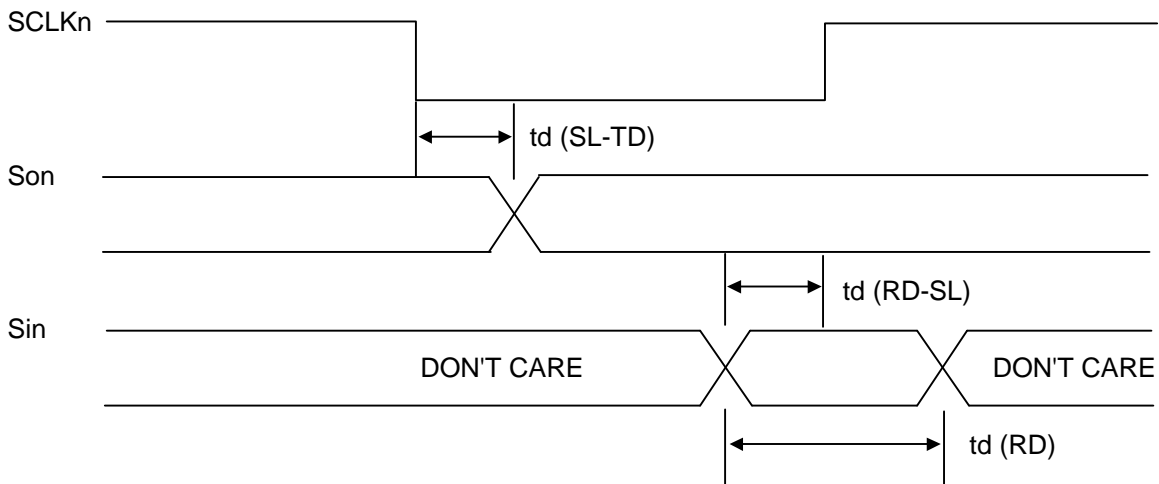 SCLKn
td (SL-TD)
Son
td (RD-SL)
Sin
DON'T CARE
DON'T CARE
td (RD)